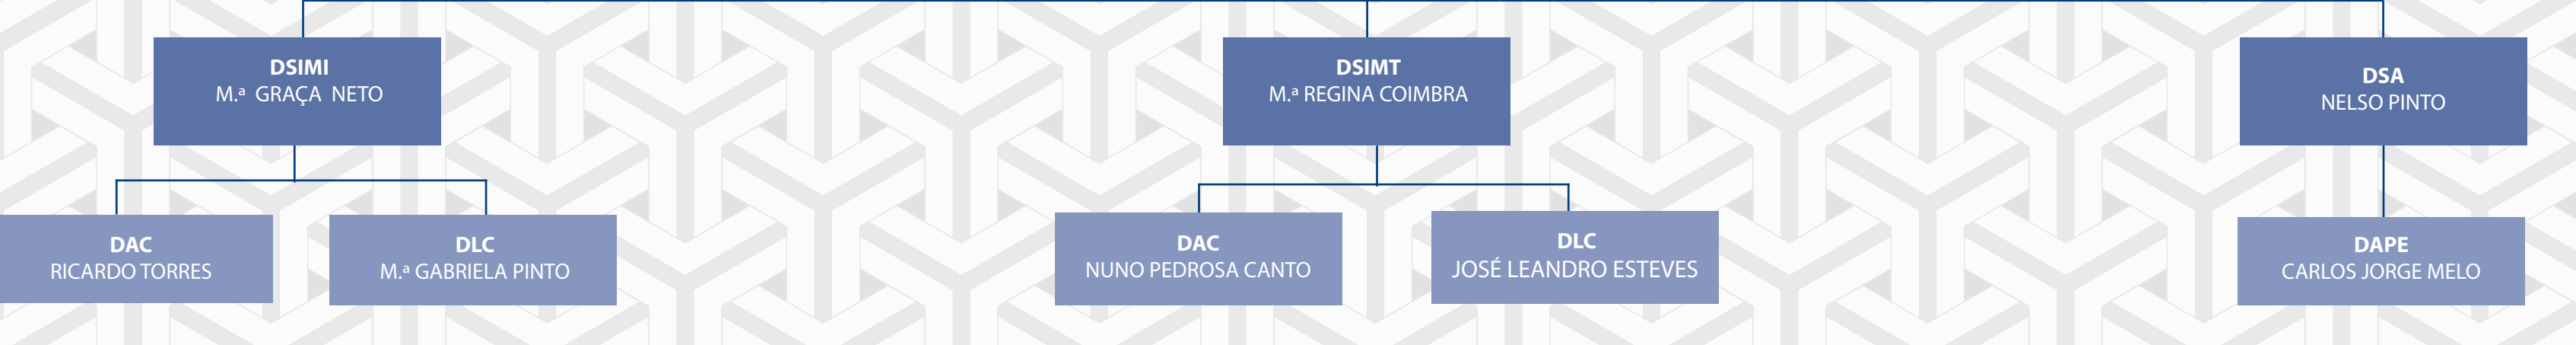 DSIMI
M.ª GRAÇA NETO
DSIMT
M.ª REGINA COIMBRA
DSA
NELSO PINTO
DAC
RICARDO TORRES
DLC
M.ª GABRIELA PINTO
DAC
NUNO PEDROSA CANTO
DLC
JOSÉ LEANDRO ESTEVES
DAPE
CARLOS JORGE MELO